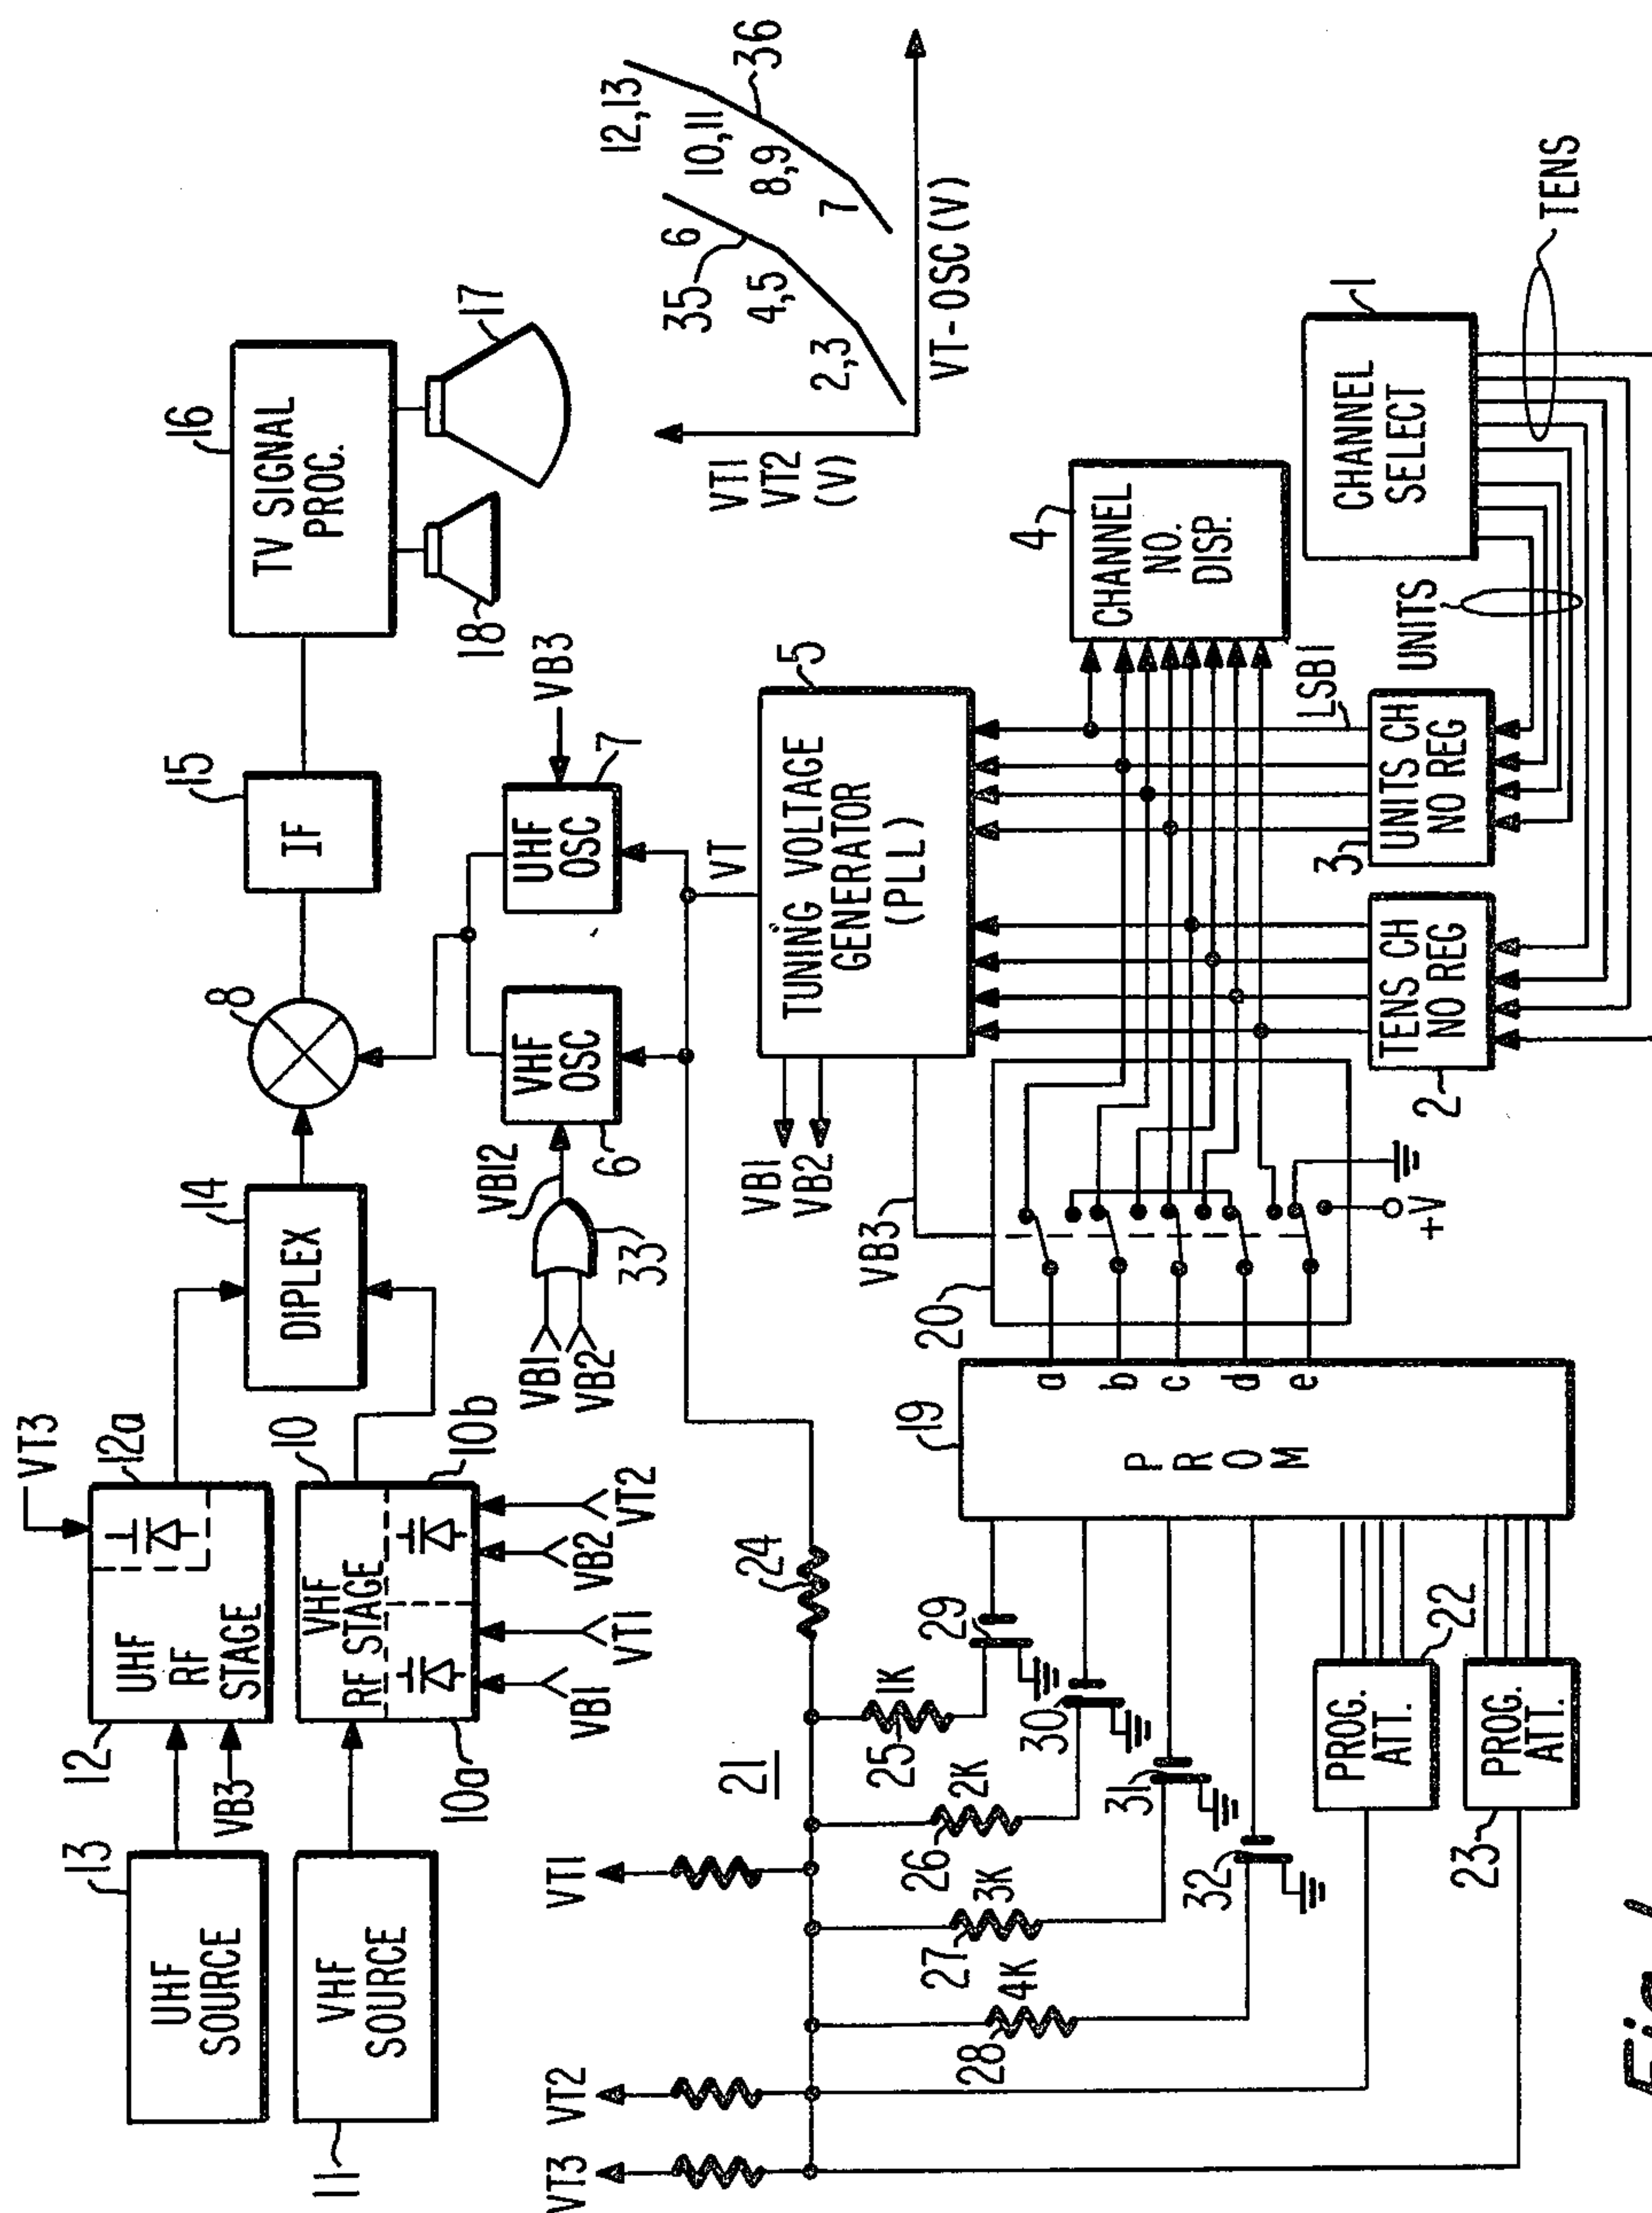 13
UHF
SOURCE
VB3
12
UHF
RF
STAGE
12a
VT3
11
VHF
SOURCE
10
VHF
RF STAGE
10a
10b
VB1
VT1
VB2
VT2
14
DIPLEX
8
15
IF
16
TV SIGNAL
PROC.
18
17
VB1
VB2
33
VB12
VHF
OSC
6
UHF
OSC
7
VB3
VT1
VT2
(V)
35
2,3
4,5
6
7
8,9
10,11
12,13
36
VT-OSC (V)
VT3
VT2
VT1
21
24
VT
28
4K
27
3K
26
2K
25
1K
32
31
30
29
23
PROG.
ATT.
22
PROG.
ATT.
19
PROM
a
b
c
d
e
20
VB3
+V
VB1
VB2
TUNING VOLTAGE
GENERATOR
(PLL)
5
4
CHANNEL
NO.
DISP.
2
TENS CH
NO REG
3
UNITS CH
NO REG
LSB1
UNITS
CHANNEL
SELECT
1
TENS
Fig. 1